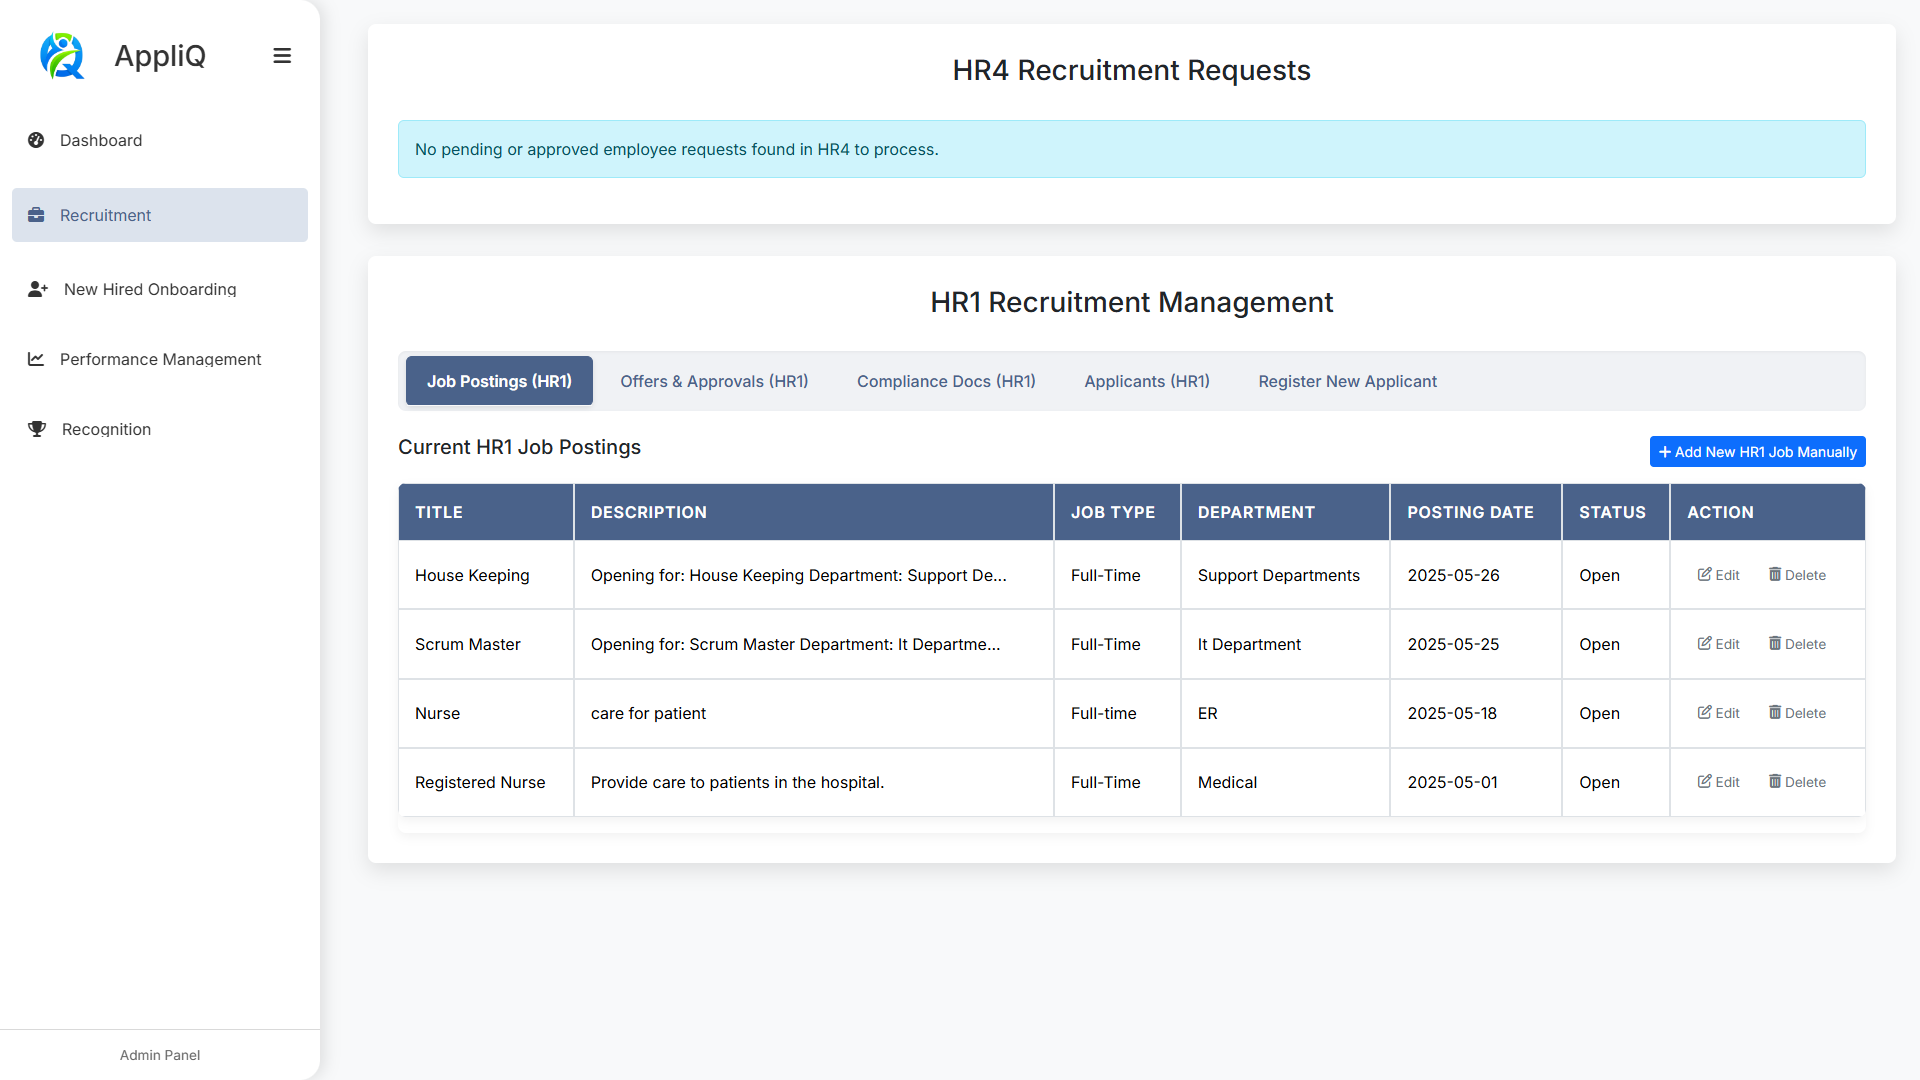 AppliQ
Dashboard
Recruitment
New Hired Onboarding
Performance Management
Recognition
Admin Panel
HR4 Recruitment Requests
No pending or approved employee requests found in HR4 to process.
HR1 Recruitment Management
Job Postings (HR1) Offers & Approvals (HR1) Compliance Docs (HR1) Applicants (HR1) Register New Applicant
Current HR1 Job Postings
+ Add New HR1 Job Manually
TITLE DESCRIPTION JOB TYPE DEPARTMENT POSTING DATE STATUS ACTION
House Keeping Opening for: House Keeping Department: Support De... Full-Time Support Departments 2025-05-26 Open Edit Delete
Scrum Master Opening for: Scrum Master Department: It Departme... Full-Time It Department 2025-05-25 Open Edit Delete
Nurse care for patient Full-time ER 2025-05-18 Open Edit Delete
Registered Nurse Provide care to patients in the hospital. Full-Time Medical 2025-05-01 Open Edit Delete